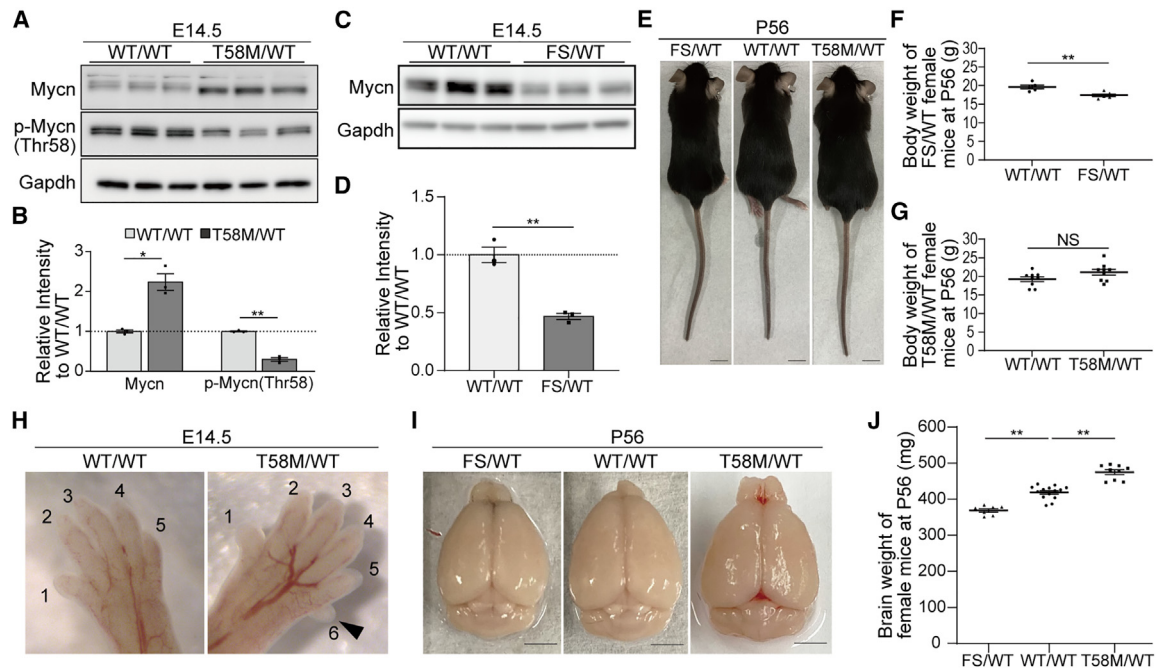 A
E14.5
WT/WT T58M/WT
Mycn
p-Mycn
(Thr58)
Gapdh
B
WT/WT T58M/WT
Relative Intensity
to WT/WT
3
2
1
0
* **
Mycn p-Mycn(Thr58)
C
E14.5
WT/WT FS/WT
Mycn
Gapdh
D
Relative Intensity
to WT/WT
1.5
1.0
0.5
0.0
**
WT/WT FS/WT
E
P56
FS/WT WT/WT T58M/WT
F
Body weight of
FS/WT female
mice at P56 (g)
30
25
20
15
10
5
0
**
WT/WT FS/WT
G
Body weight of
T58M/WT female
mice at P56 (g)
30
25
20
15
10
5
0
NS
WT/WT T58M/WT
H
E14.5
WT/WT T58M/WT
1 2 3 4 5
1 2 3 4 5 6
I
P56
FS/WT WT/WT T58M/WT
J
Brain weight of
female mice at P56 (mg)
600
500
400
300
200
100
0
** **
FS/WT WT/WT T58M/WT